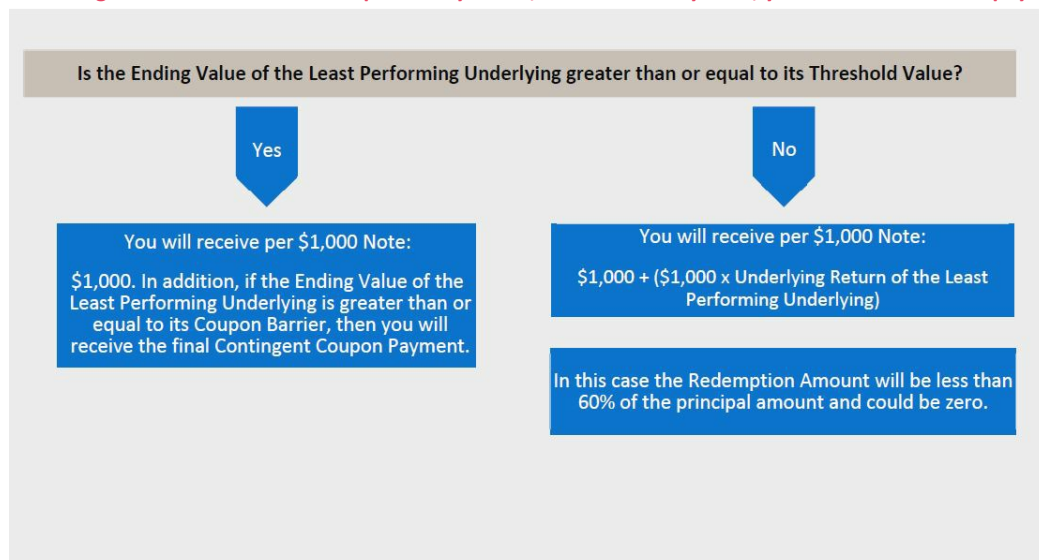 Is the Ending Value of the Least Performing Underlying greater than or equal to its Threshold Value?
Yes
No
You will receive per $1,000 Note:
$1,000. In addition, if the Ending Value of the
Least Performing Underlying is greater than or
equal to its Coupon Barrier, then you will
receive the final Contingent Coupon Payment.
You will receive per $1,000 Note:
$1,000 + ($1,000 x Underlying Return of the Least
Performing Underlying)
In this case the Redemption Amount will be less than
60% of the principal amount and could be zero.